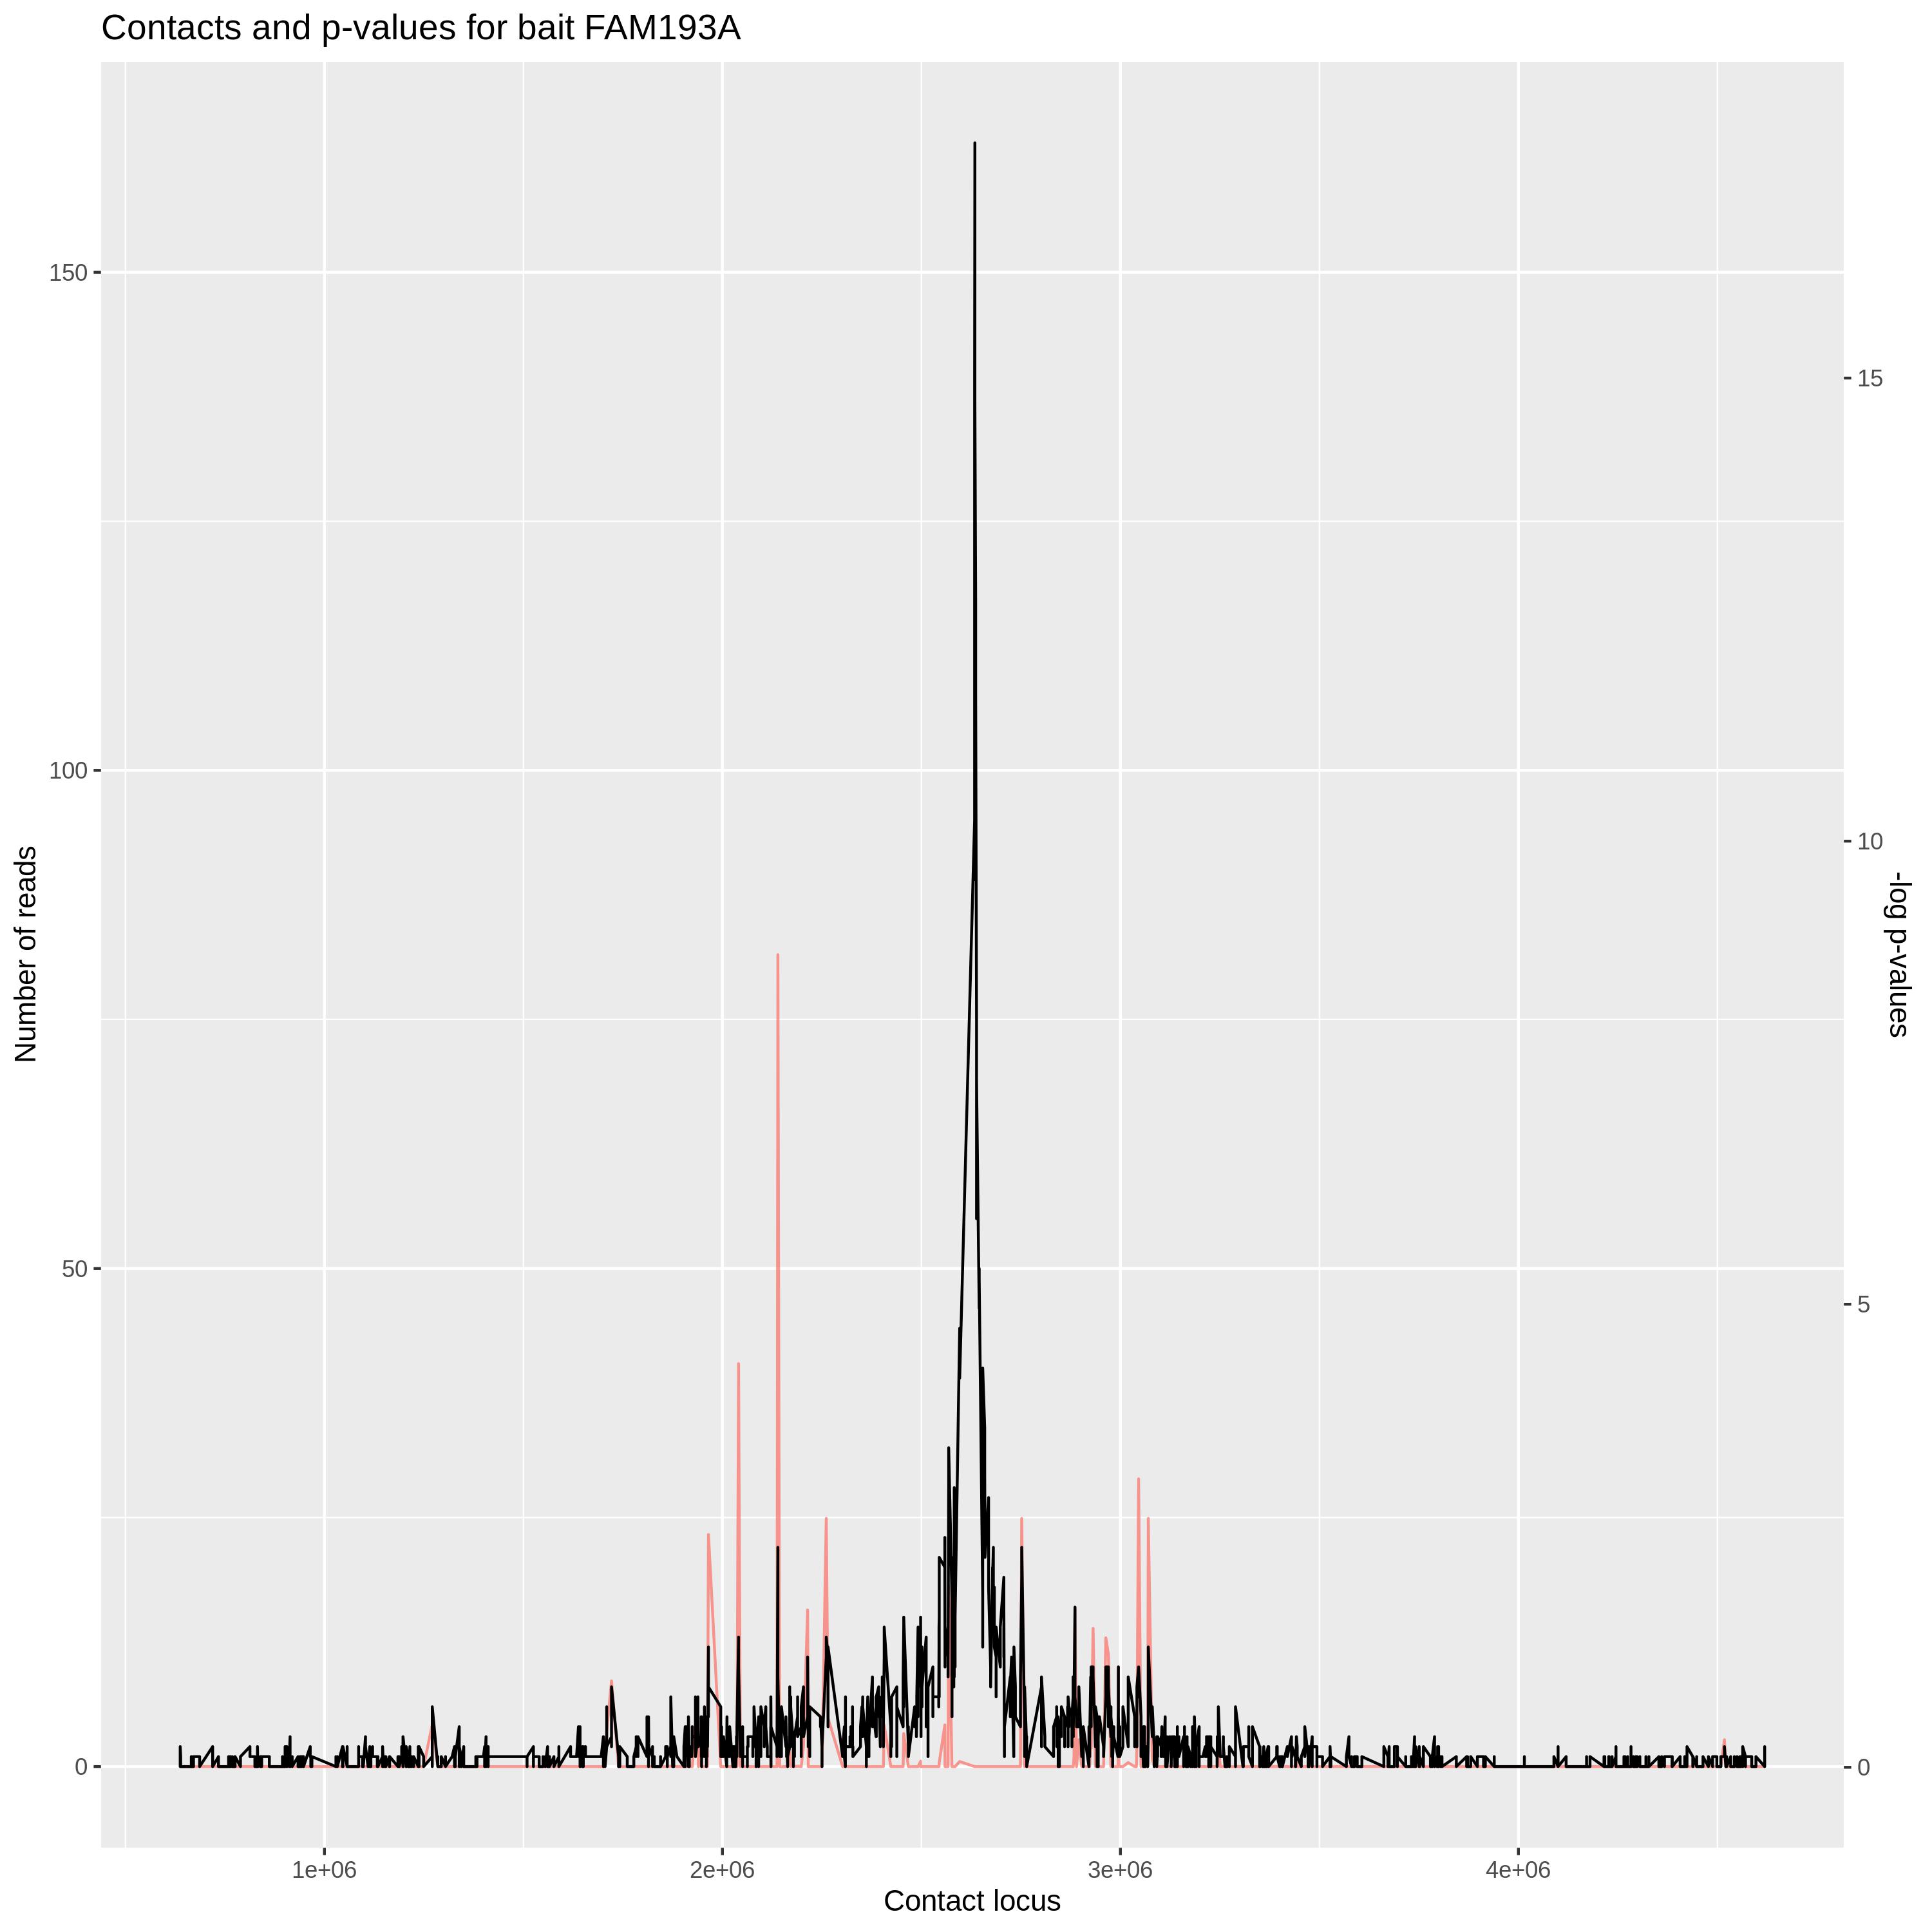 Contacts and p-values for bait FAM193A
150
100
50
0
15
10
5
0
Number of reads
-log p-values
1e+06
2e+06
3e+06
4e+06
Contact locus